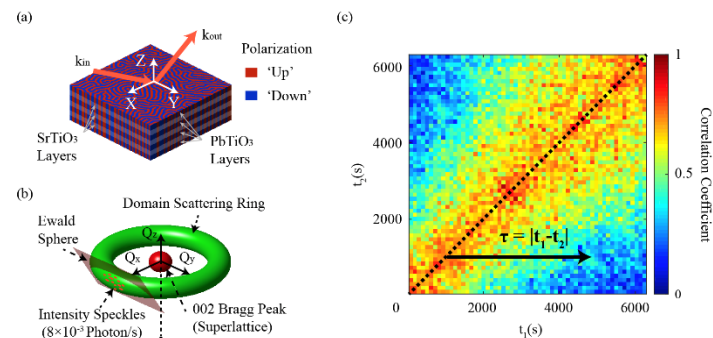 (a)
k_in
k_out
Z
X
Y
Polarization
'Up'
'Down'
SrTiO₃
Layers
PbTiO₃
Layers
(b)
Domain Scattering Ring
Ewald
Sphere
Q_z
Q_x
Q_y
Intensity Speckles
(8×10⁻³ Photon/s)
002 Bragg Peak
(Superlattice)
(c)
6000
4000
2000
0
2000
4000
6000
t₂(s)
t₁(s)
τ = |t₁-t₂|
1
0.5
0
Correlation Coefficient